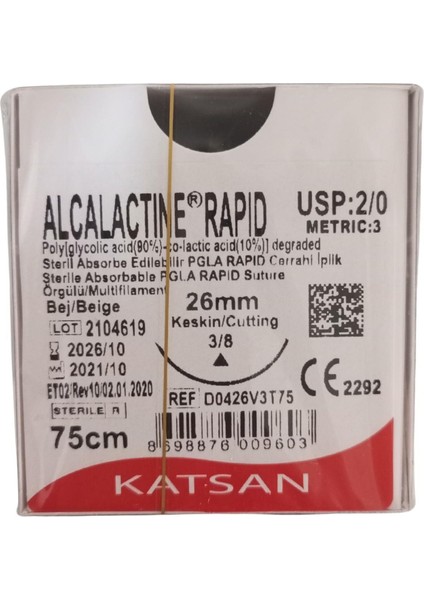 ALCALACTINE® RAPID
USP:2/0
METRIC:3
Poly[glycolic acid(90%)-co-lactic acid(10%)] degraded
Steril Absorbe Edilebilir PGLA RAPID Cerrahi İplik
Sterile Absorbable PGLA RAPID Suture
Örgülü/Multifilament
Bej/Beige
26mm
Keskin/Cutting
3/8
LOT 2104619
2026/10
2021/10
ET02/Rev10/02.01.2020
STERILE R
75cm
REF D0426V3T75
8698876 009603
CE 2292
KATSAN